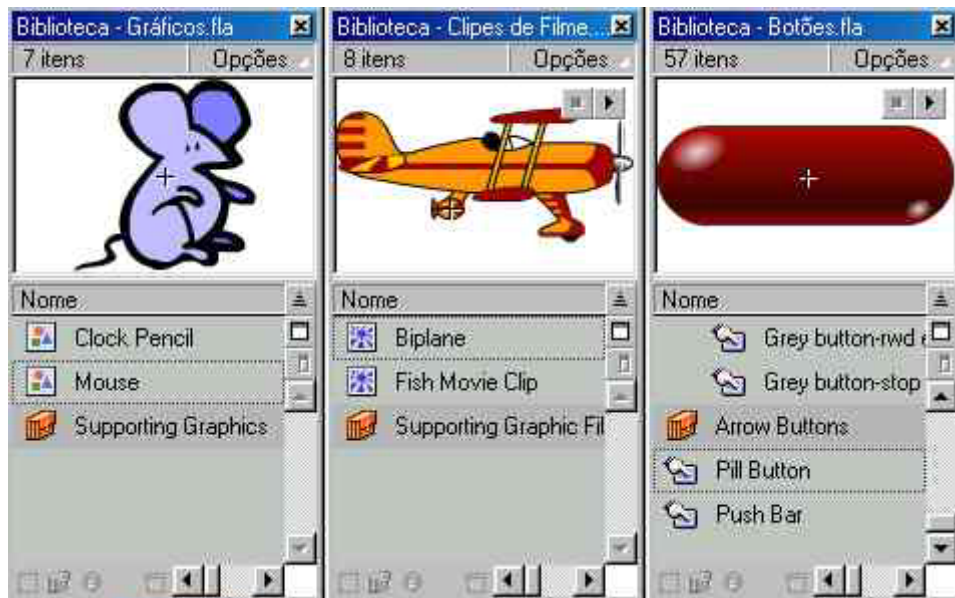 Biblioteca - Gráficos.fla
7 itens Opções
Nome
Clock Pencil
Mouse
Supporting Graphics
Biblioteca - Clipes de Filme....
8 itens Opções
Nome
Biplane
Fish Movie Clip
Supporting Graphic Fil
Biblioteca - Botões.fla
57 itens Opções
Nome
Grey button-rwd e
Grey button-stop
Arrow Buttons
Pill Button
Push Bar